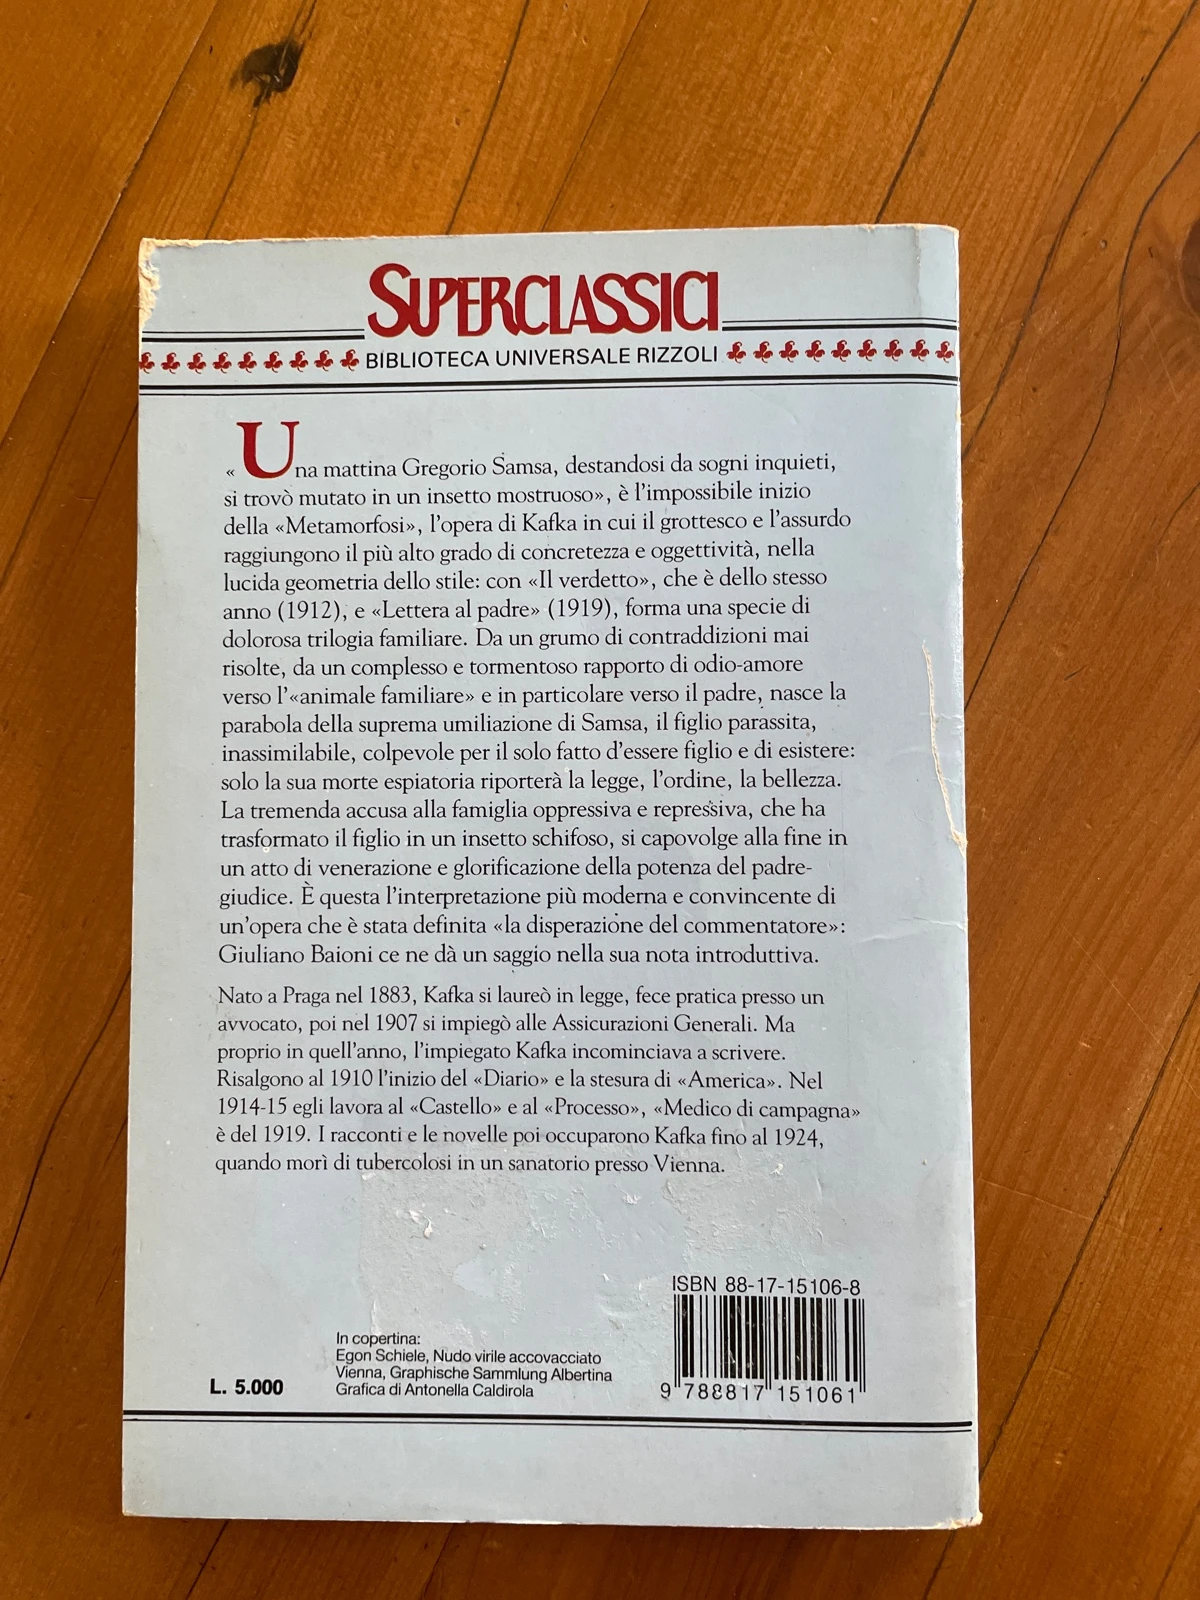 SUPERCLASSICI
BIBLIOTECA UNIVERSALE RIZZOLI
«Una mattina Gregorio Samsa, destandosi da sogni inquieti,
si trovò mutato in un insetto mostruoso», è l'impossibile inizio
della «Metamorfosi», l'opera di Kafka in cui il grottesco e l'assurdo
raggiungono il più alto grado di concretezza e oggettività, nella
lucida geometria dello stile: con «Il verdetto», che è dello stesso
anno (1912), e «Lettera al padre» (1919), forma una specie di
dolorosa trilogia familiare. Da un grumo di contraddizioni mai
risolte, da un complesso e tormentoso rapporto di odio-amore
verso l'«animale familiare» e in particolare verso il padre, nasce la
parabola della suprema umiliazione di Samsa, il figlio parassita,
inassimilabile, colpevole per il solo fatto d'essere figlio e di esistere:
solo la sua morte espiatoria riporterà la legge, l'ordine, la bellezza.
La tremenda accusa alla famiglia oppressiva e repressiva, che ha
trasformato il figlio in un insetto schifoso, si capovolge alla fine in
un atto di venerazione e glorificazione della potenza del padre-
giudice. È questa l'interpretazione più moderna e convincente di
un'opera che è stata definita «la disperazione del commentatore»:
Giuliano Baioni ce ne dà un saggio nella sua nota introduttiva.
Nato a Praga nel 1883, Kafka si laureò in legge, fece pratica presso un
avvocato, poi nel 1907 si impiegò alle Assicurazioni Generali. Ma
proprio in quell'anno, l'impiegato Kafka incominciava a scrivere.
Risalgono al 1910 l'inizio del «Diario» e la stesura di «America». Nel
1914-15 egli lavora al «Castello» e al «Processo», «Medico di campagna»
è del 1919. I racconti e le novelle poi occuparono Kafka fino al 1924,
quando morì di tubercolosi in un sanatorio presso Vienna.
ISBN 88-17-15106-8
In copertina:
Egon Schiele, Nudo virile accovacciato
Vienna, Graphische Sammlung Albertina
Grafica di Antonella Caldirola
L. 5.000
9 788817 151061